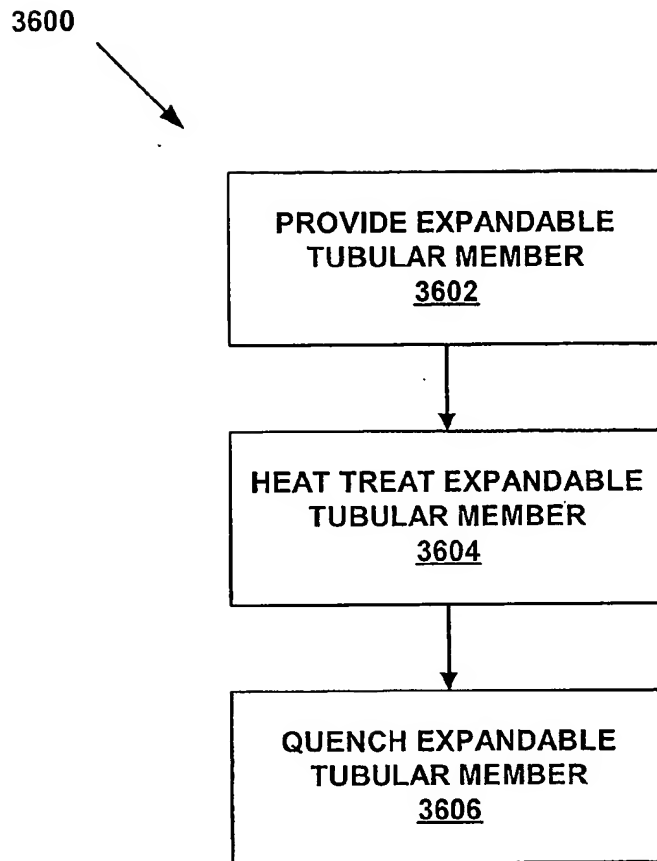 3600
PROVIDE EXPANDABLE
TUBULAR MEMBER
3602
HEAT TREAT EXPANDABLE
TUBULAR MEMBER
3604
QUENCH EXPANDABLE
TUBULAR MEMBER
3606